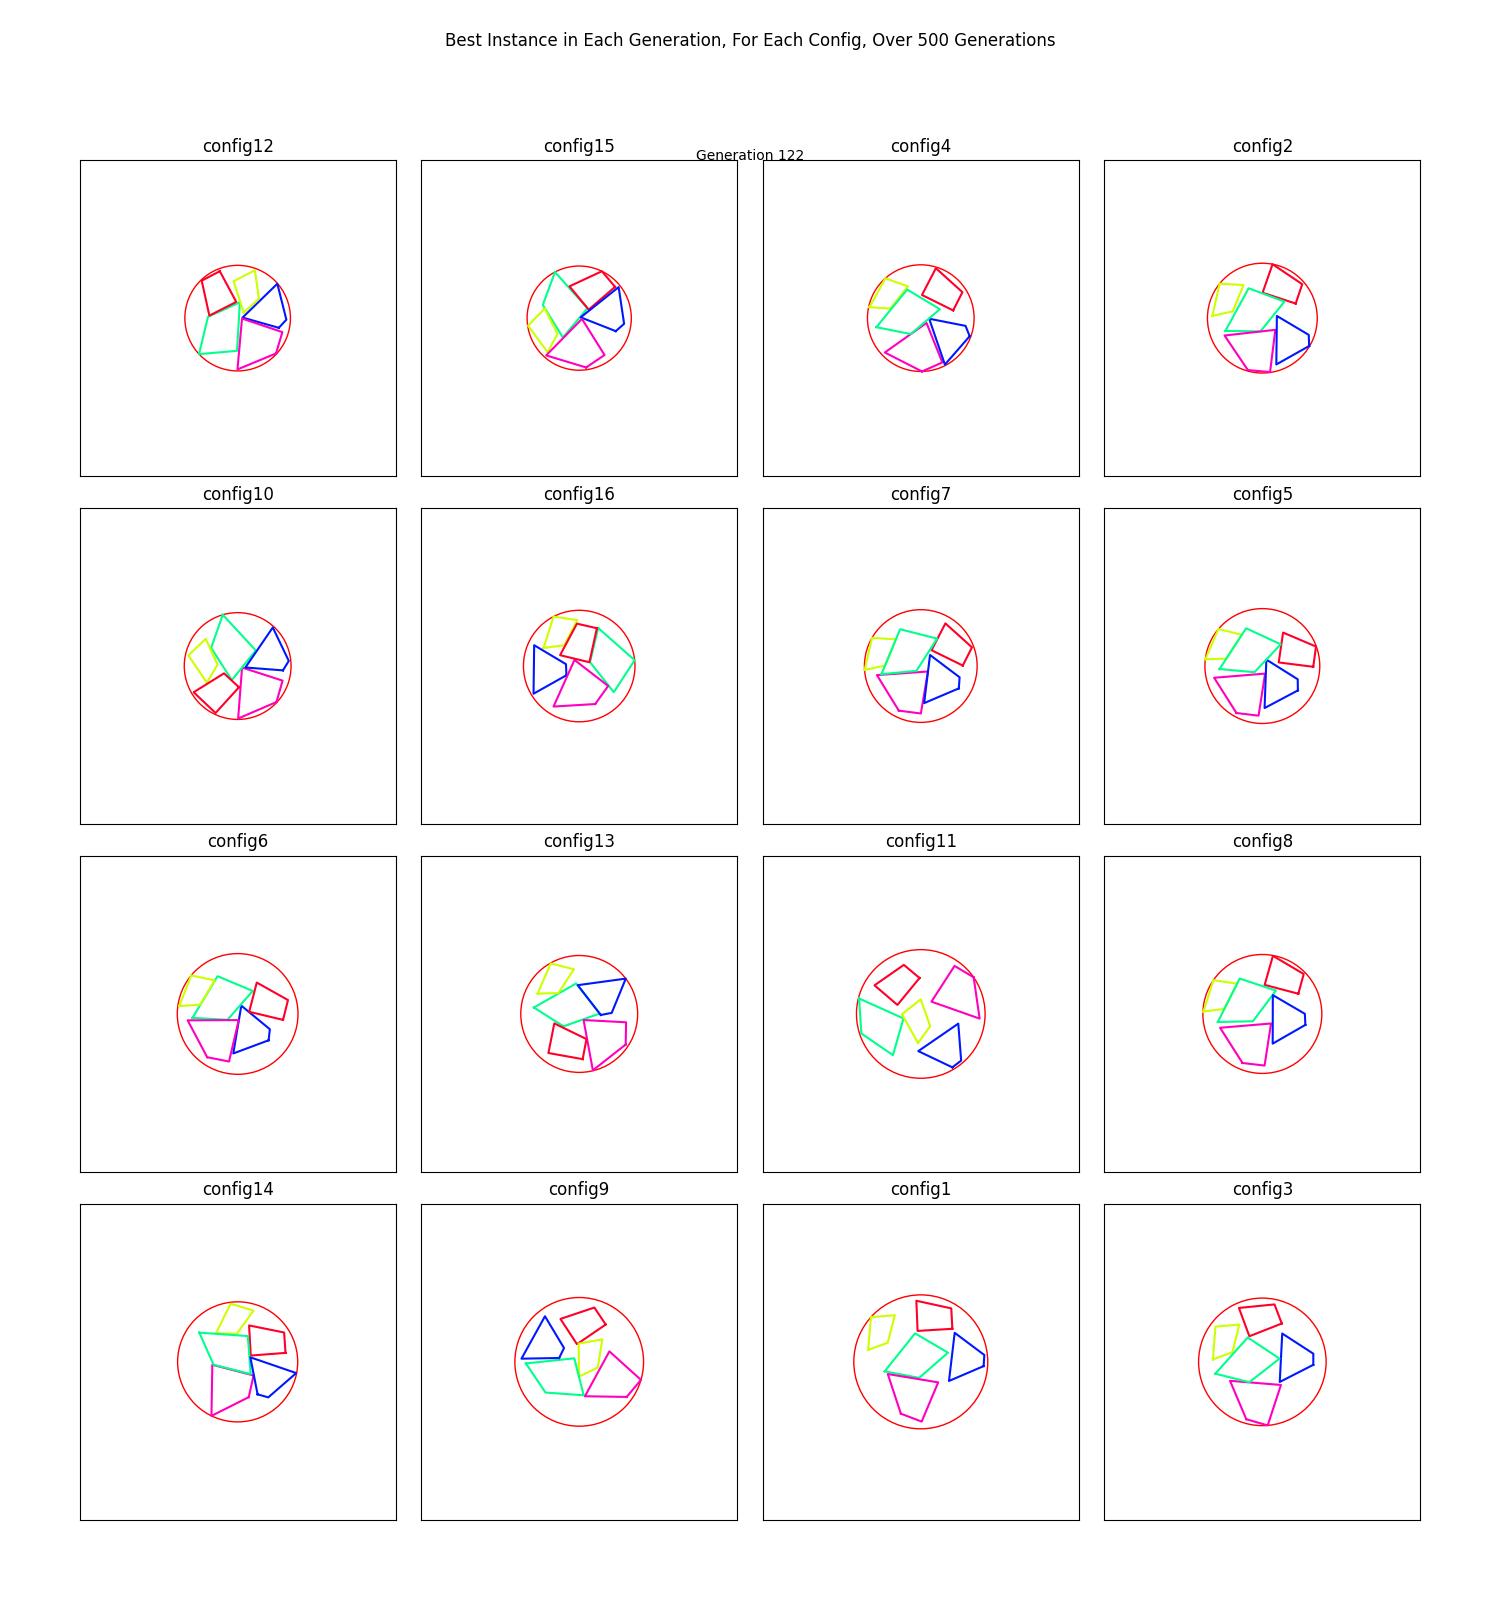 Best Instance in Each Generation, For Each Config, Over 500 Generations
Generation 122
config12
config15
config4
config2
config10
config16
config7
config5
config6
config13
config11
config8
config14
config9
config1
config3